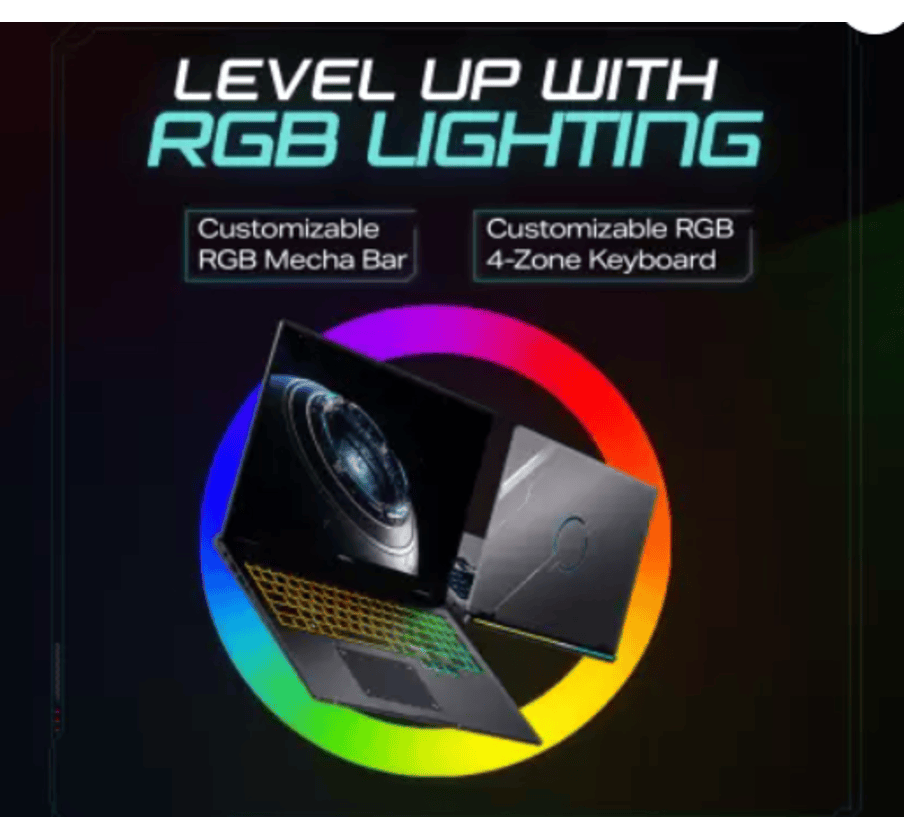 LEVEL UP WITH
RGB LIGHTING
Customizable
RGB Mecha Bar
Customizable RGB
4-Zone Keyboard